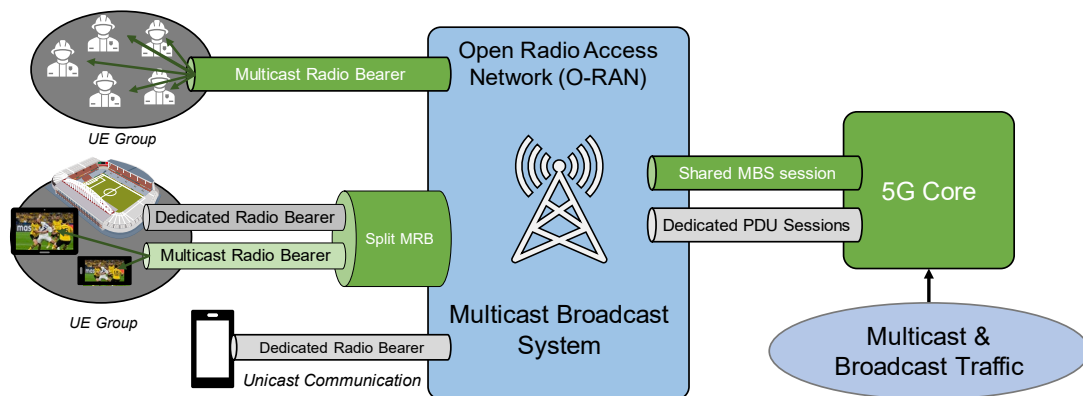 Open Radio Access
Network (O-RAN)
Multicast Radio Bearer
UE Group
Shared MBS session
5G Core
Dedicated Radio Bearer
Split MRB
Dedicated PDU Sessions
Multicast Radio Bearer
UE Group
Multicast Broadcast
System
Dedicated Radio Bearer
Unicast Communication
Multicast &
Broadcast Traffic